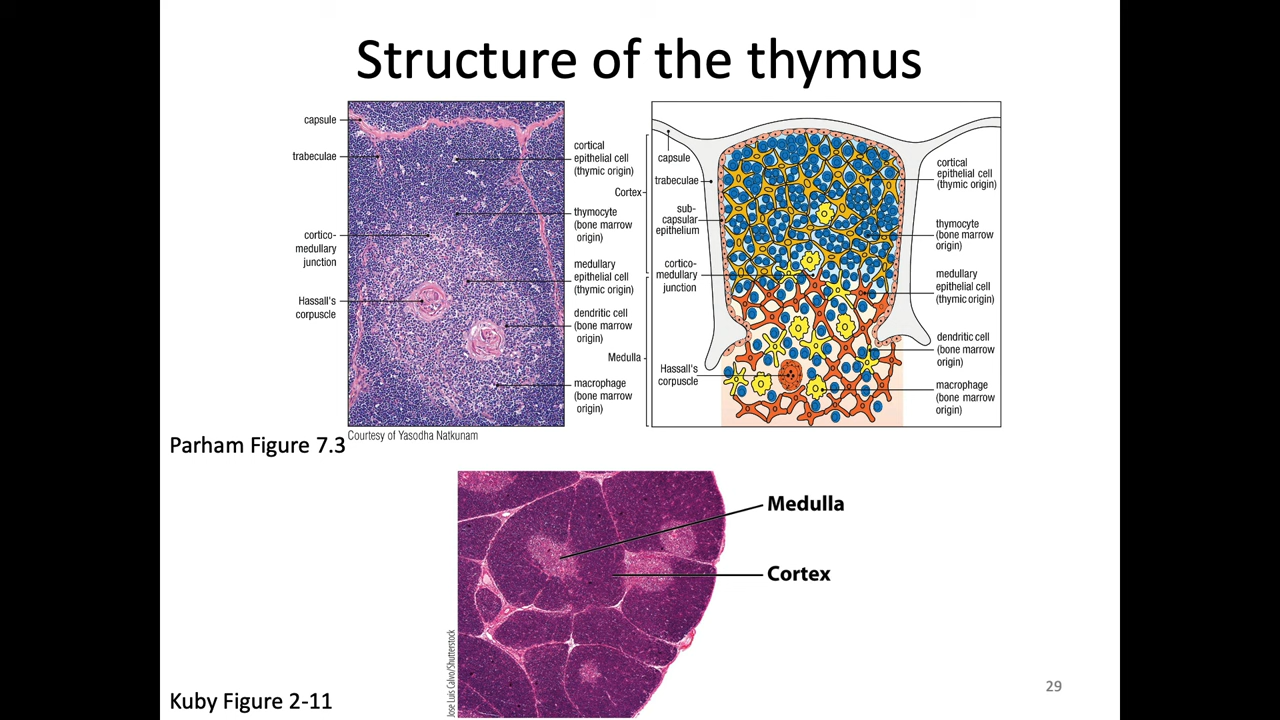 Structure of the thymus
capsule
trabeculae
cortico-
medullary
junction
Hassall's
corpuscle
cortical
epithelial cell
(thymic origin)
thymocyte
(bone marrow
origin)
medullary
epithelial cell
(thymic origin)
dendritic cell
(bone marrow
origin)
macrophage
(bone marrow
origin)
Cortex
Medulla
capsule
trabeculae
sub-
capsular
epithelium
cortico-
medullary
junction
Hassall's
corpuscle
cortical
epithelial cell
(thymic origin)
thymocyte
(bone marrow
origin)
medullary
epithelial cell
(thymic origin)
dendritic cell
(bone marrow
origin)
macrophage
(bone marrow
origin)
Parham Figure 7.3
Courtesy of Yasodha Natkunam
Medulla
Cortex
Jose Luis Calvo/Shutterstock
Kuby Figure 2-11
29